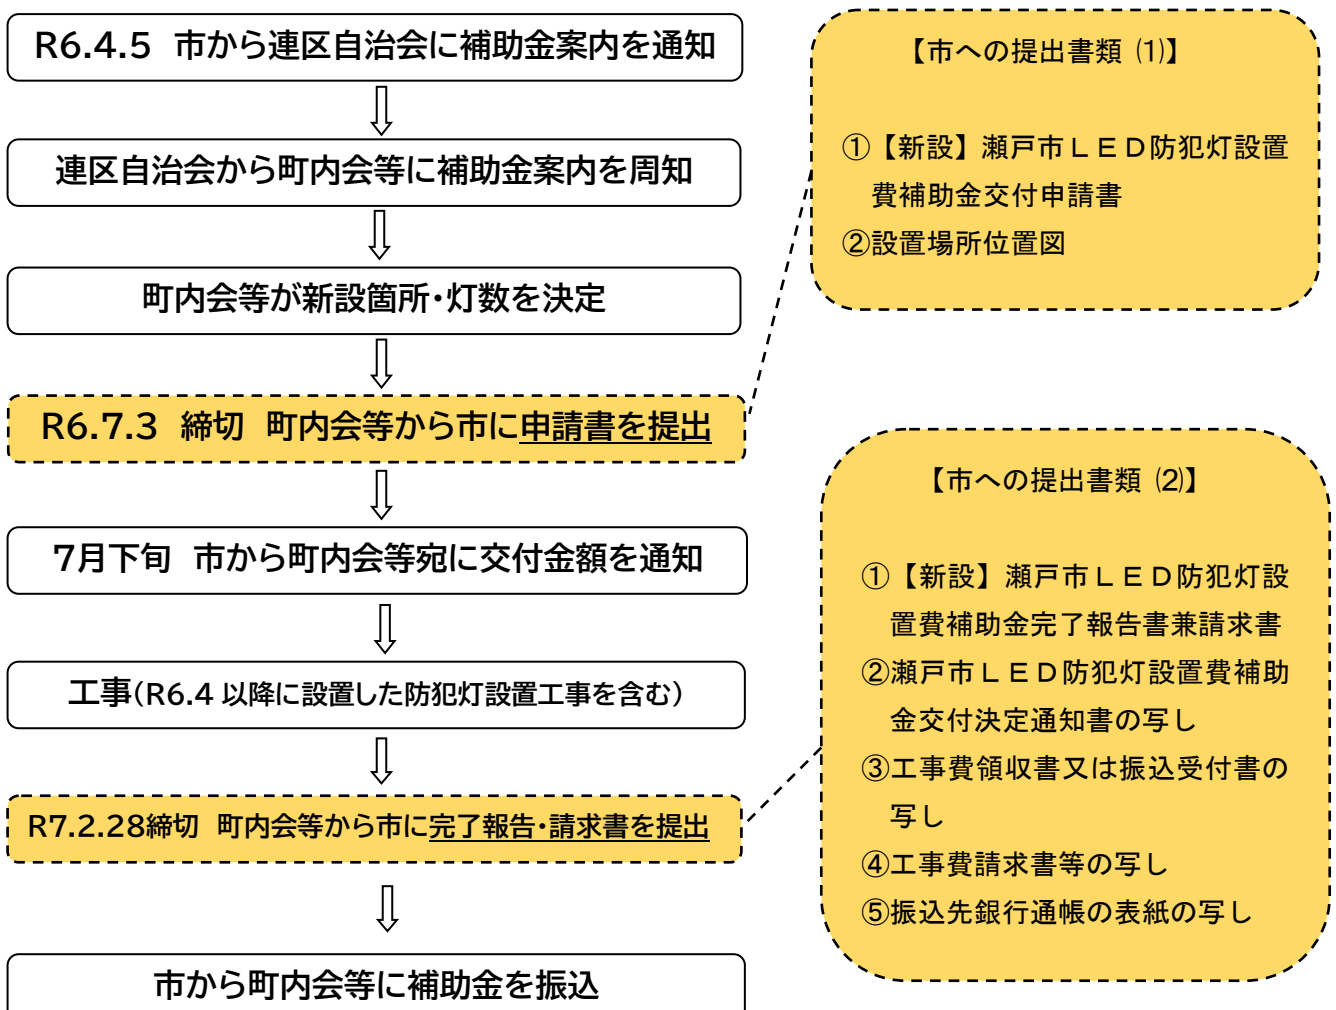 R6.4.5 市から連区自治会に補助金案内を通知
連区自治会から町内会等に補助金案内を周知
町内会等が新設箇所・灯数を決定
R6.7.3 締切 町内会等から市に申請書を提出
7月下旬 市から町内会等宛に交付金額を通知
工事(R6.4以降に設置した防犯灯設置工事を含む)
R7.2.28締切 町内会等から市に完了報告・請求書を提出
市から町内会等に補助金を振込
【市への提出書類 ⑴】
①【新設】瀬戸市ＬＥＤ防犯灯設置
費補助金交付申請書
②設置場所位置図
【市への提出書類 ⑵】
①【新設】瀬戸市ＬＥＤ防犯灯設
置費補助金完了報告書兼請求書
②瀬戸市ＬＥＤ防犯灯設置費補助
金交付決定通知書の写し
③工事費領収書又は振込受付書の
写し
④工事費請求書等の写し
⑤振込先銀行通帳の表紙の写し